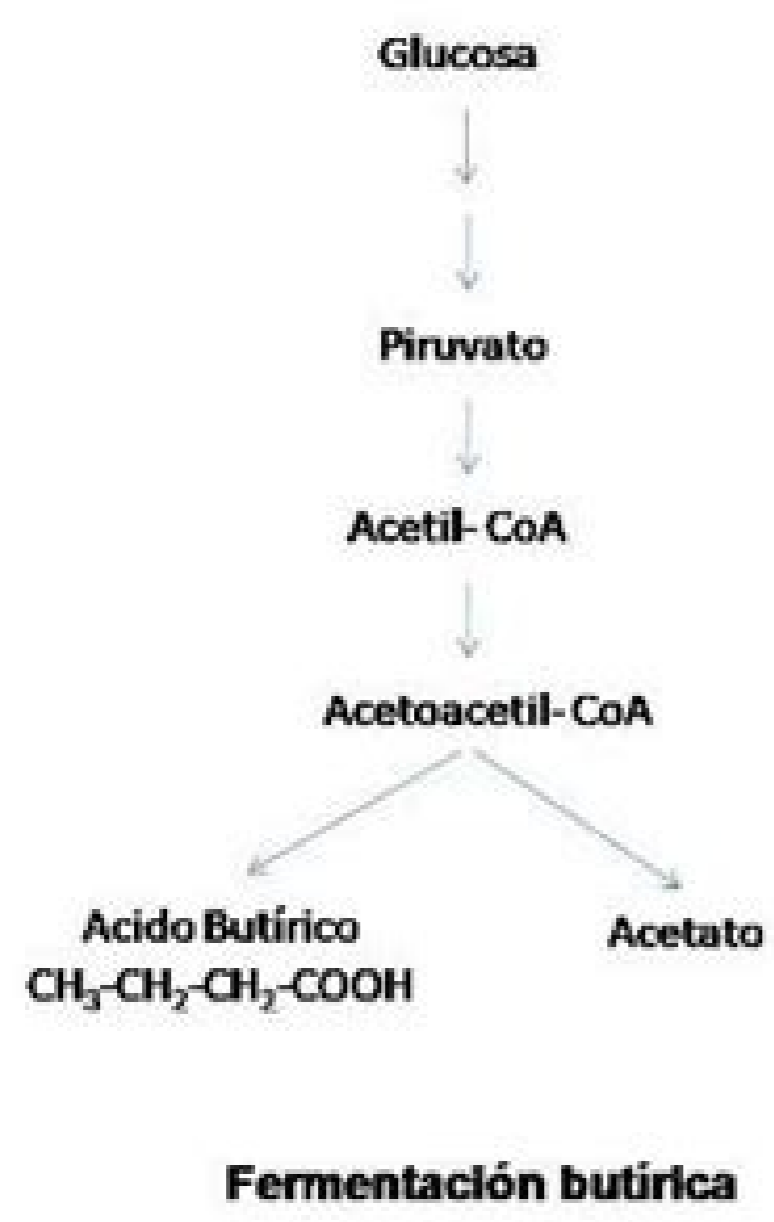 Glucosa
Piruvato
Acetil-CoA
Acetoacetil-CoA
Acido Butírico
CH₃-CH₂-CH₂-COOH
Acetato
Fermentación butírica